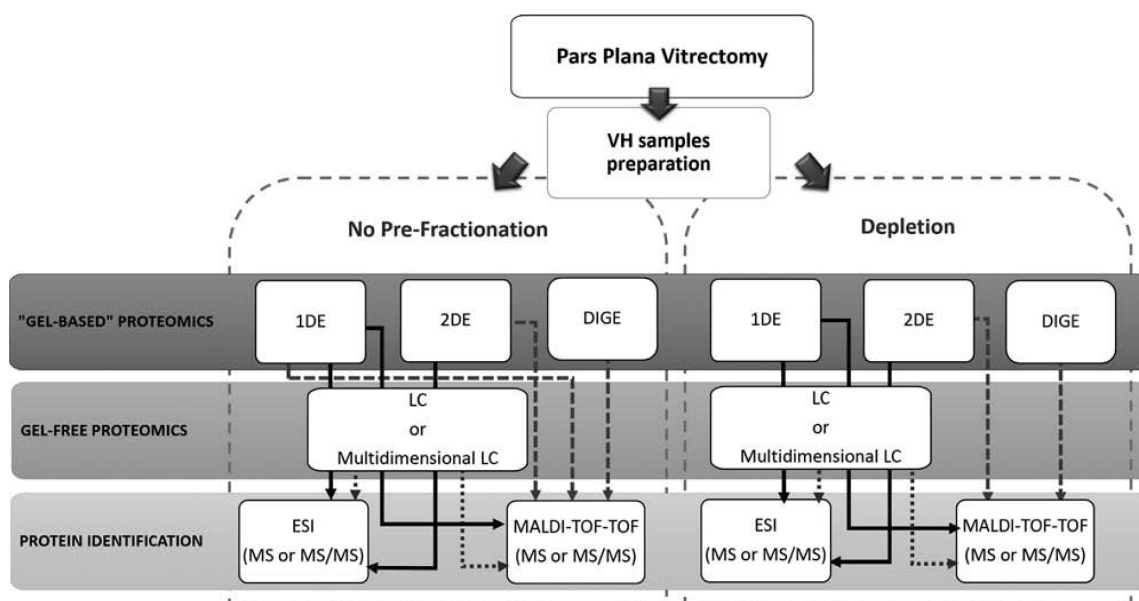 Pars Plana Vitrectomy
VH samples
preparation
No Pre-Fractionation
Depletion
"GEL-BASED" PROTEOMICS
1DE
2DE
DIGE
1DE
2DE
DIGE
GEL-FREE PROTEOMICS
LC
or
Multidimensional LC
LC
or
Multidimensional LC
PROTEIN IDENTIFICATION
ESI
(MS or MS/MS)
MALDI-TOF-TOF
(MS or MS/MS)
ESI
(MS or MS/MS)
MALDI-TOF-TOF
(MS or MS/MS)